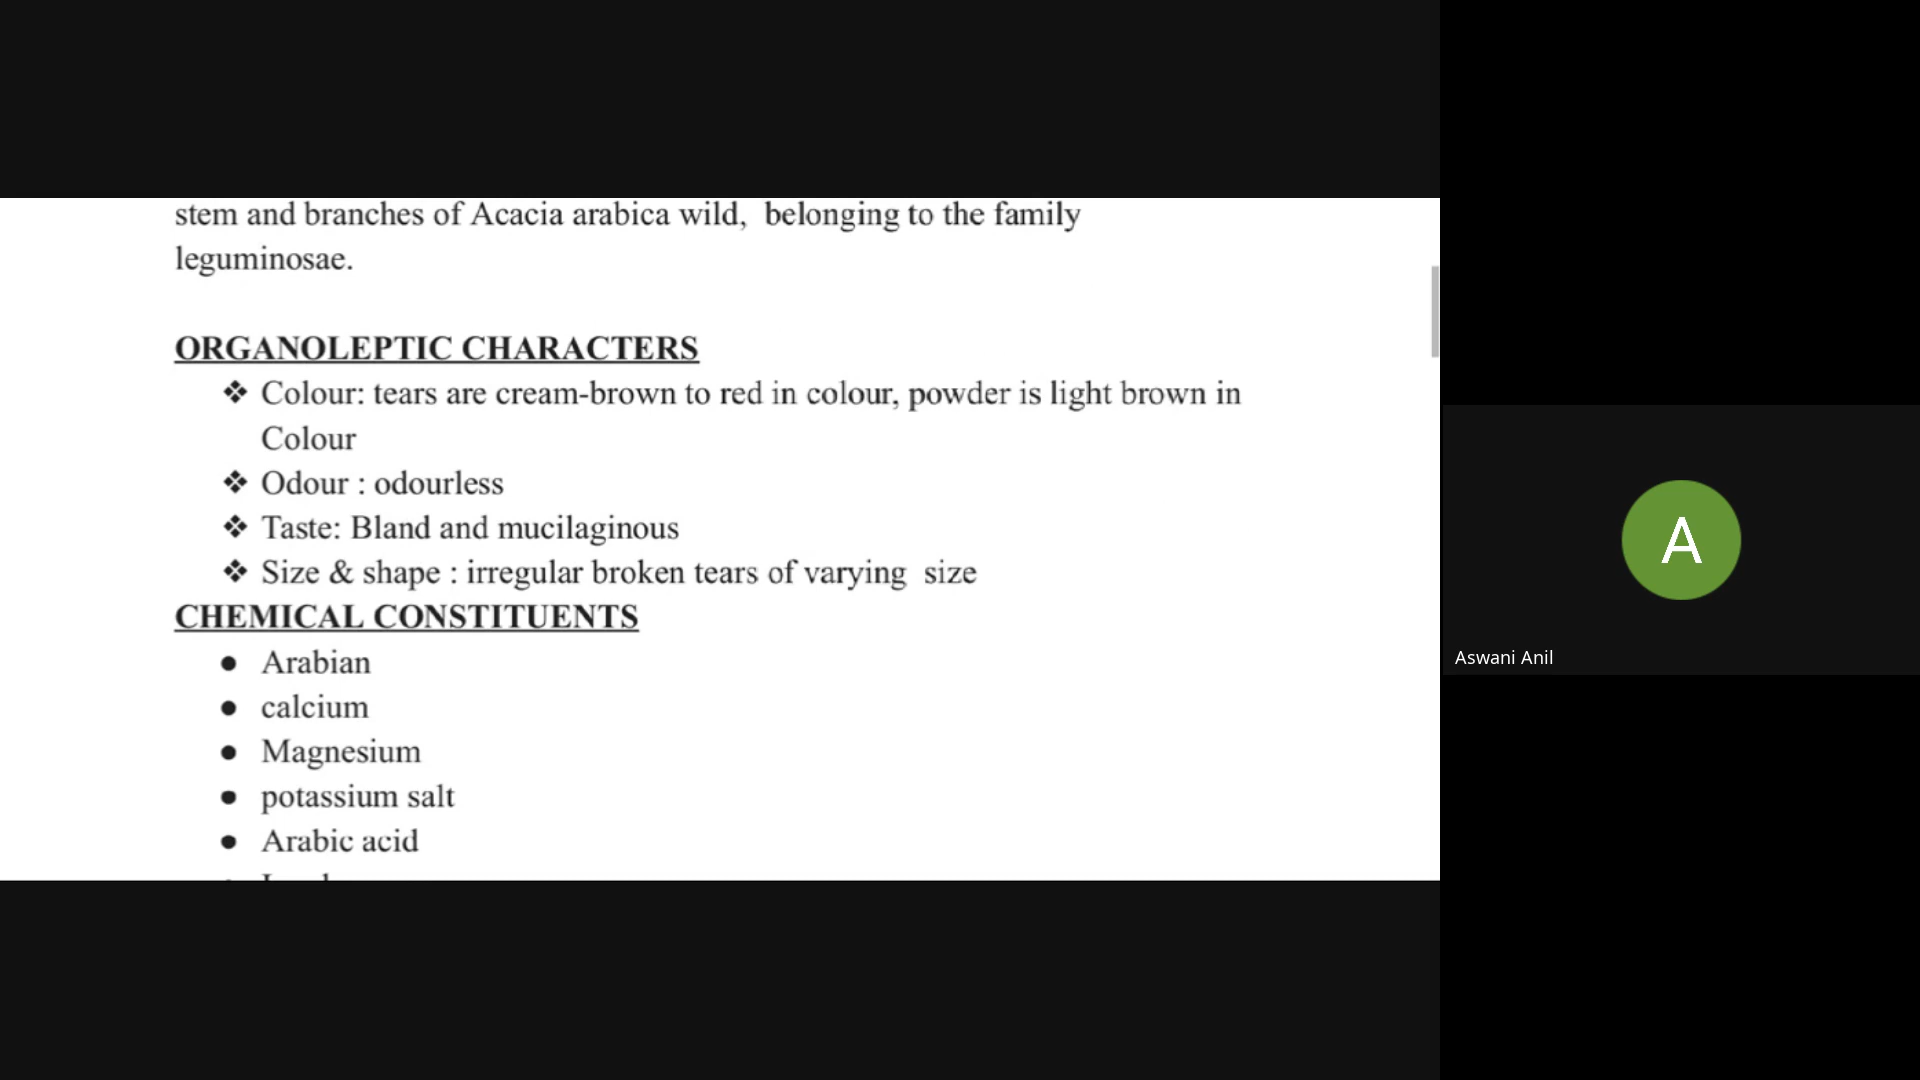 stem and branches of Acacia arabica wild,  belonging to the family
leguminosae.
ORGANOLEPTIC CHARACTERS
❖ Colour: tears are cream-brown to red in colour, powder is light brown in
Colour
❖ Odour : odourless
❖ Taste: Bland and mucilaginous
❖ Size & shape : irregular broken tears of varying  size
CHEMICAL CONSTITUENTS
● Arabian
● calcium
● Magnesium
● potassium salt
● Arabic acid
A
Aswani Anil